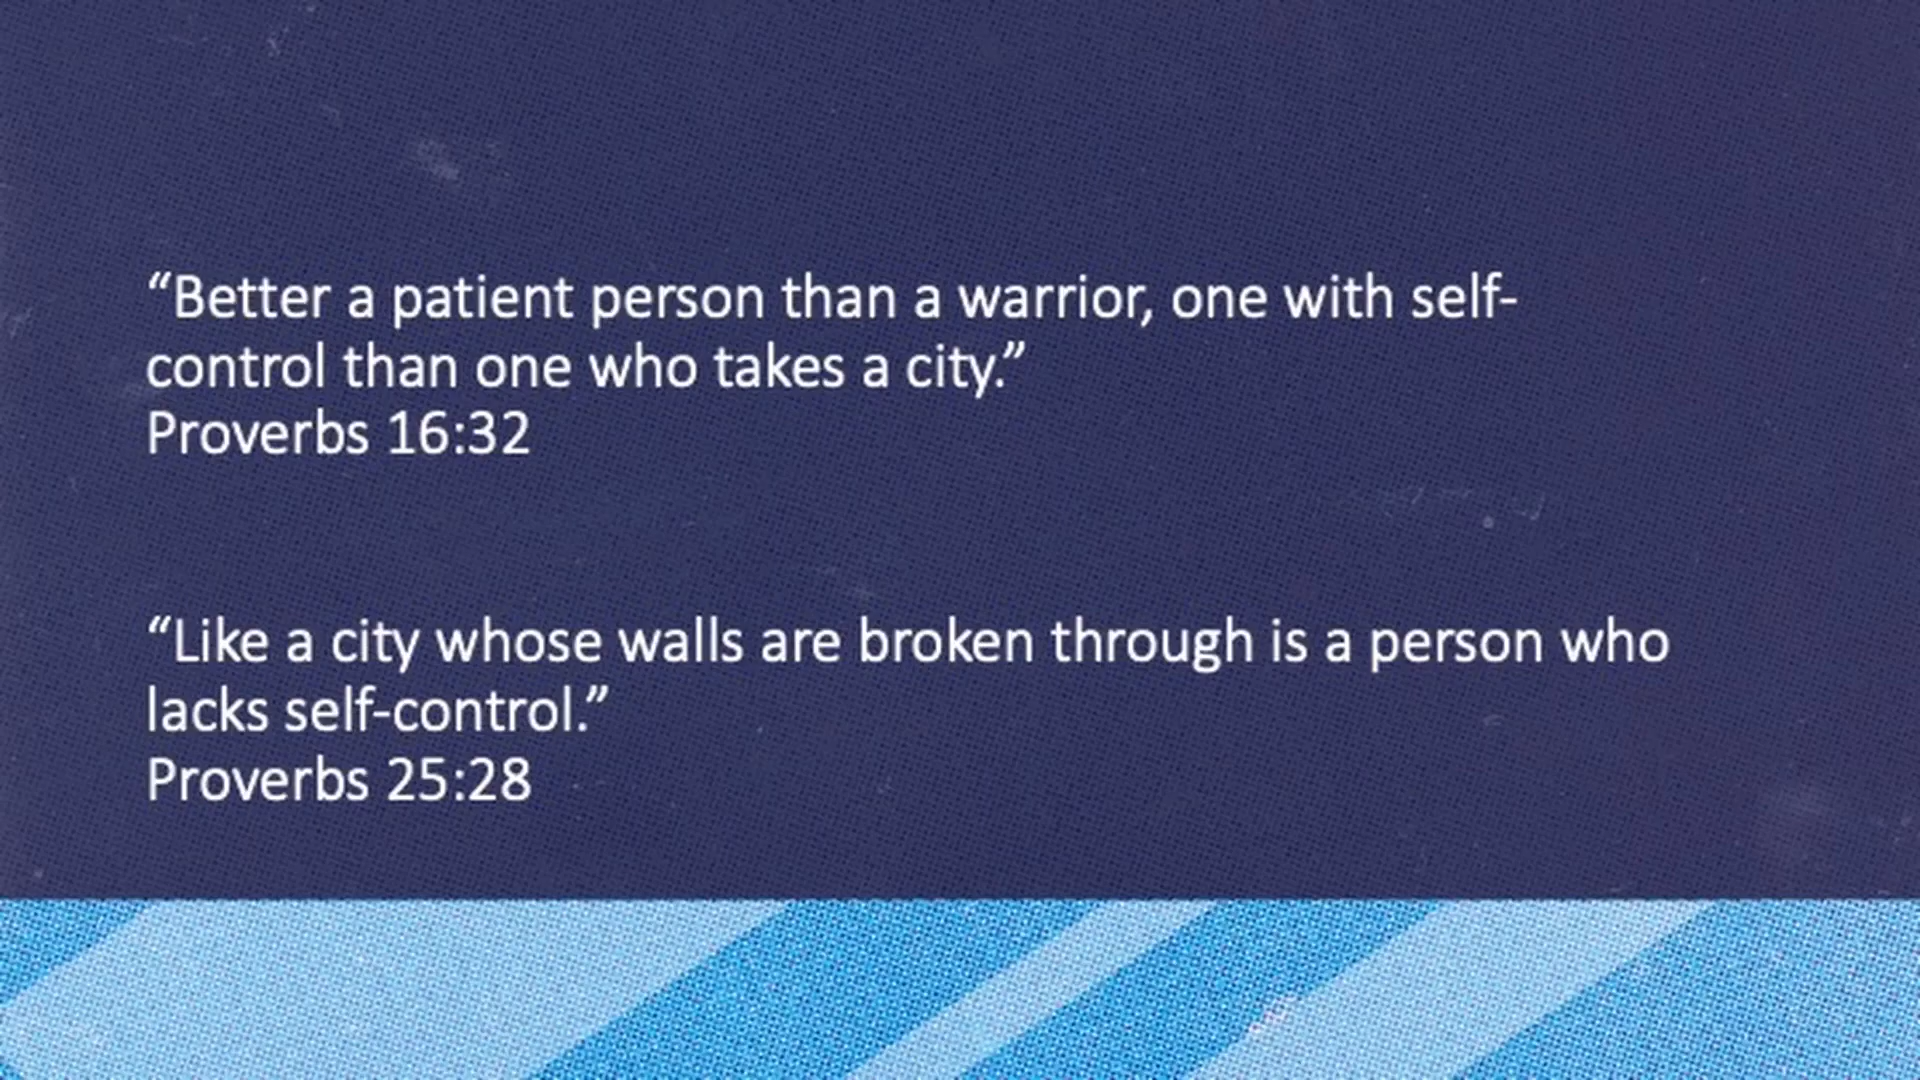 “Better a patient person than a warrior, one with self-
control than one who takes a city.”
Proverbs 16:32
“Like a city whose walls are broken through is a person who
lacks self-control.”
Proverbs 25:28